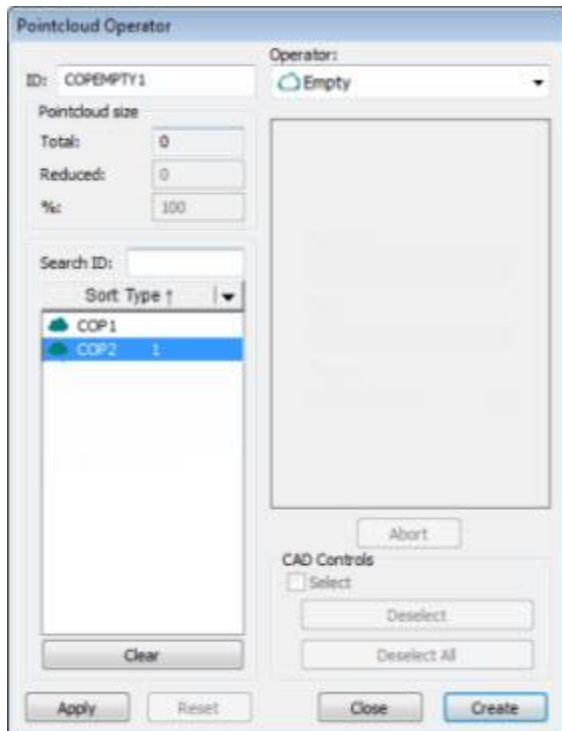 Pointcloud Operator
Operator:
ID: COPEMPTY1
Empty
Pointcloud size
Total: 0
Reduced: 0
%: 100
Search ID:
Sort Type ↑
COP1
COP2 1
Abort
CAD Controls
Select
Deselect
Deselect All
Clear
Apply
Reset
Close
Create